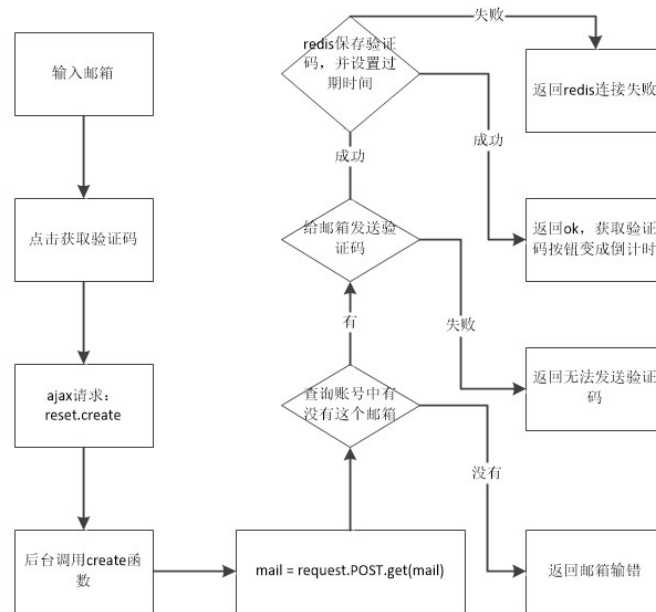 输入邮箱
点击获取验证码
ajax请求：
reset.create
后台调用create函
数
mail = request.POST.get(mail)
查询账号中有
没有这个邮箱
有
没有
返回邮箱输错
给邮箱发送验
证码
失败
返回无法发送验证
码
成功
redis保存验证
码，并设置过
期时间
失败
返回redis连接失败
成功
返回ok，获取验证
码按钮变成倒计时